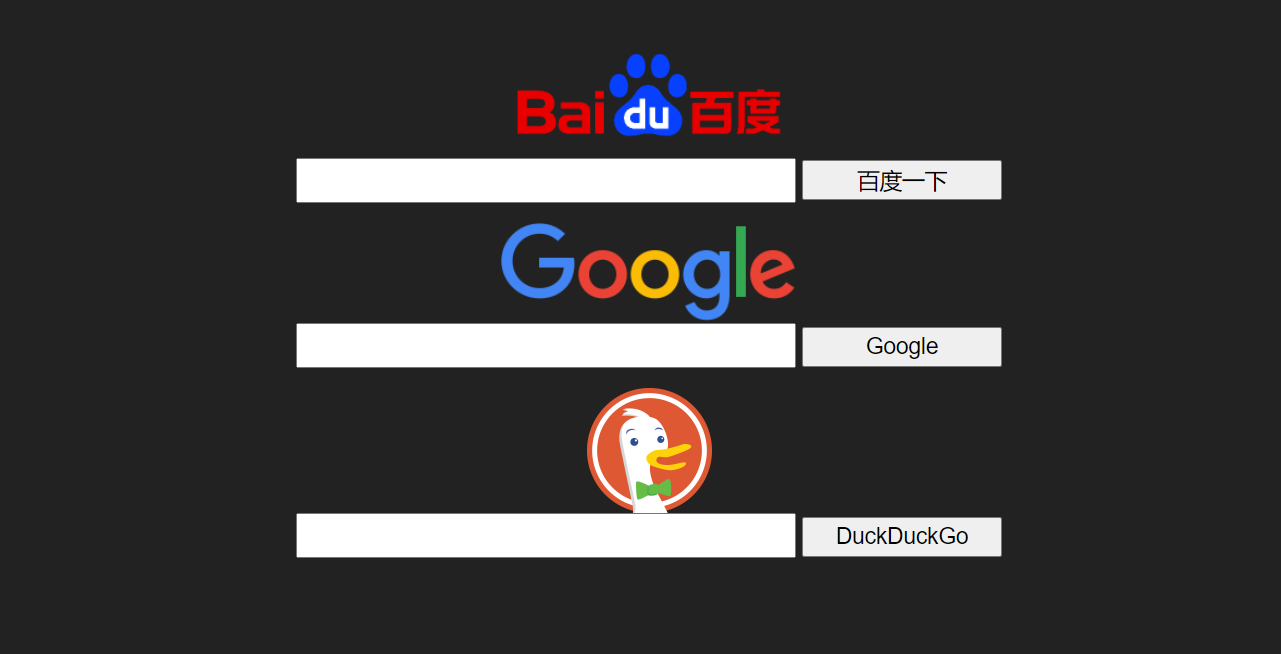 Bai du 百度
百度一下
Google
Google
DuckDuckGo